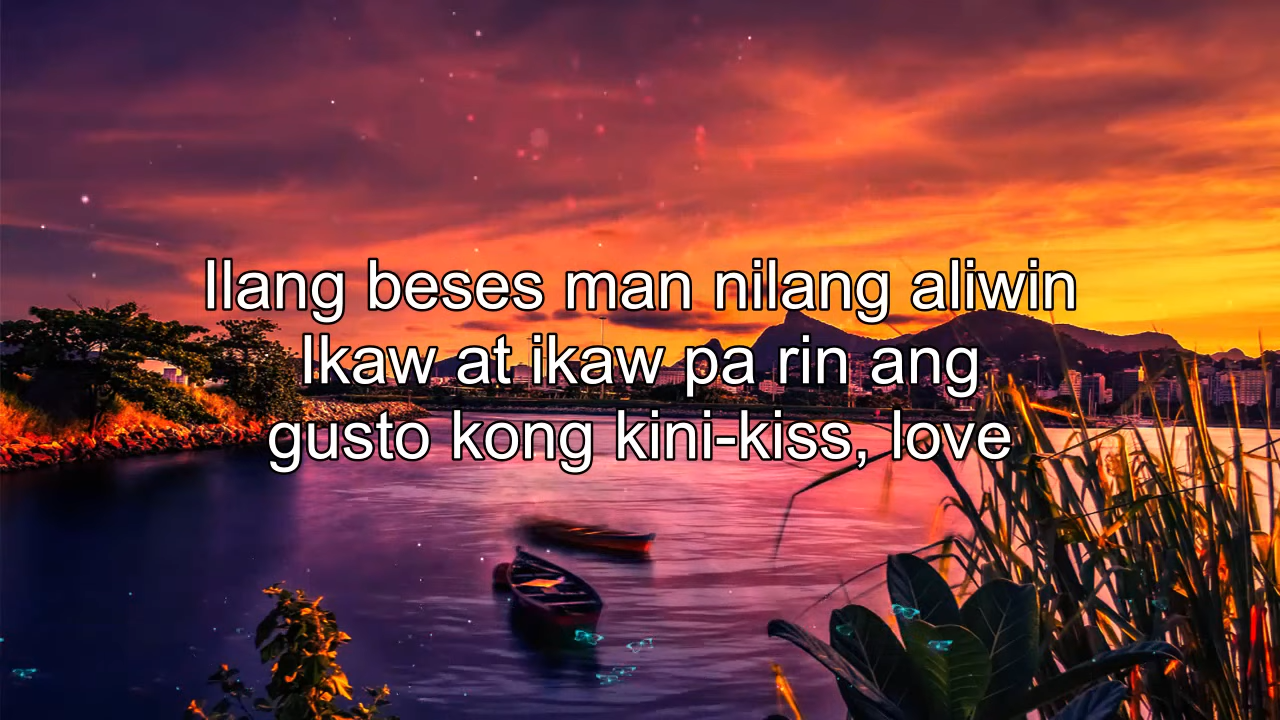 Ilang beses man nilang aliwin
Ikaw at ikaw pa rin ang
gusto kong kini-kiss, love